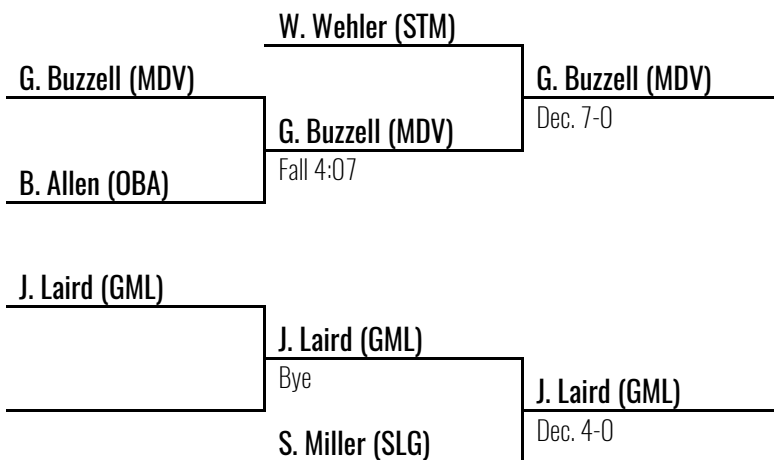 W. Wehler (STM)
G. Buzzell (MDV)
G. Buzzell (MDV)
Dec. 7-0
G. Buzzell (MDV)
Fall 4:07
B. Allen (OBA)
J. Laird (GML)
J. Laird (GML)
Bye
J. Laird (GML)
Dec. 4-0
S. Miller (SLG)